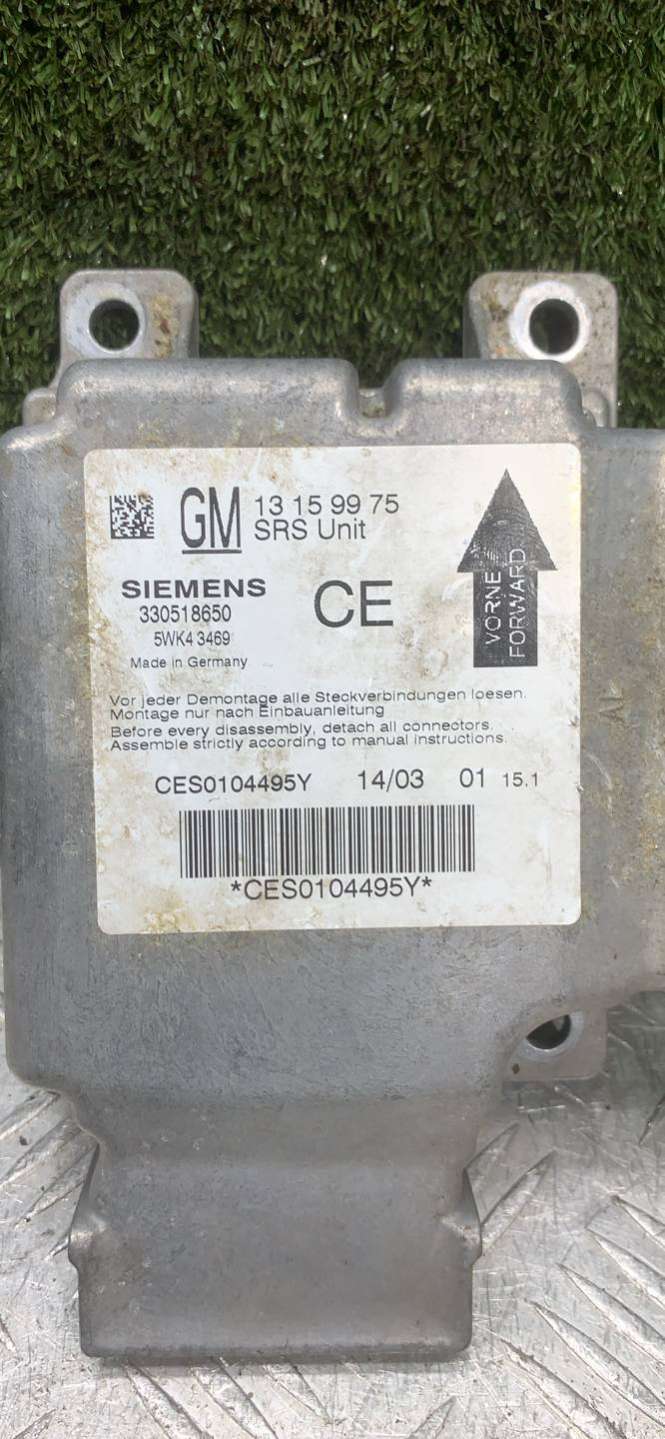 GM 13 15 99 75
SRS Unit
SIEMENS
330518650
5WK4 3469
Made in Germany
CE
VORNE
FORWARD
Vor jeder Demontage alle Steckverbindungen loesen.
Montage nur nach Einbauanleitung
Before every disassembly, detach all connectors.
Assemble strictly according to manual instructions.
CES0104495Y 14/03 01 15.1
*CES0104495Y*